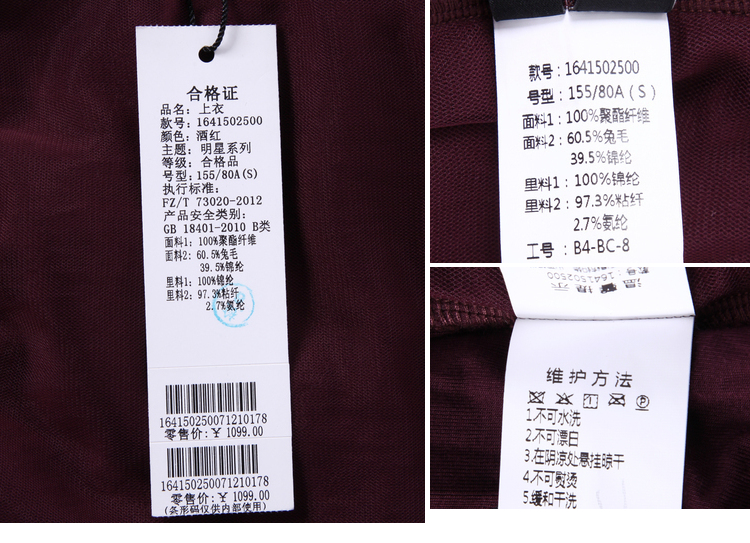 合格证
品名: 上衣
款号: 1641502500
颜色: 酒红
主题: 明星系列
等级: 合格品
号型: 155/80A(S)
执行标准:
FZ/T 73020-2012
产品安全类别:
GB 18401-2010 B类
面料1: 100%聚酯纤维
面料2: 60.5%兔毛
39.5%锦纶
里料1: 100%锦纶
里料2: 97.3%粘纤
2.7%氨纶
164150250071210178
零售价: ¥ 1099.00
164150250071210178
零售价: ¥ 1099.00
(条形码仅供内部使用)
款号: 1641502500
号型: 155/80A(S)
面料1: 100%聚酯纤维
面料2: 60.5%兔毛
39.5%锦纶
里料1: 100%锦纶
里料2: 97.3%粘纤
2.7%氨纶
工号: B4-BC-8
1641502500
维护方法
1.不可水洗
2.不可漂白
3.在阴凉处悬挂晾干
4.不可熨烫
5.缓和干洗